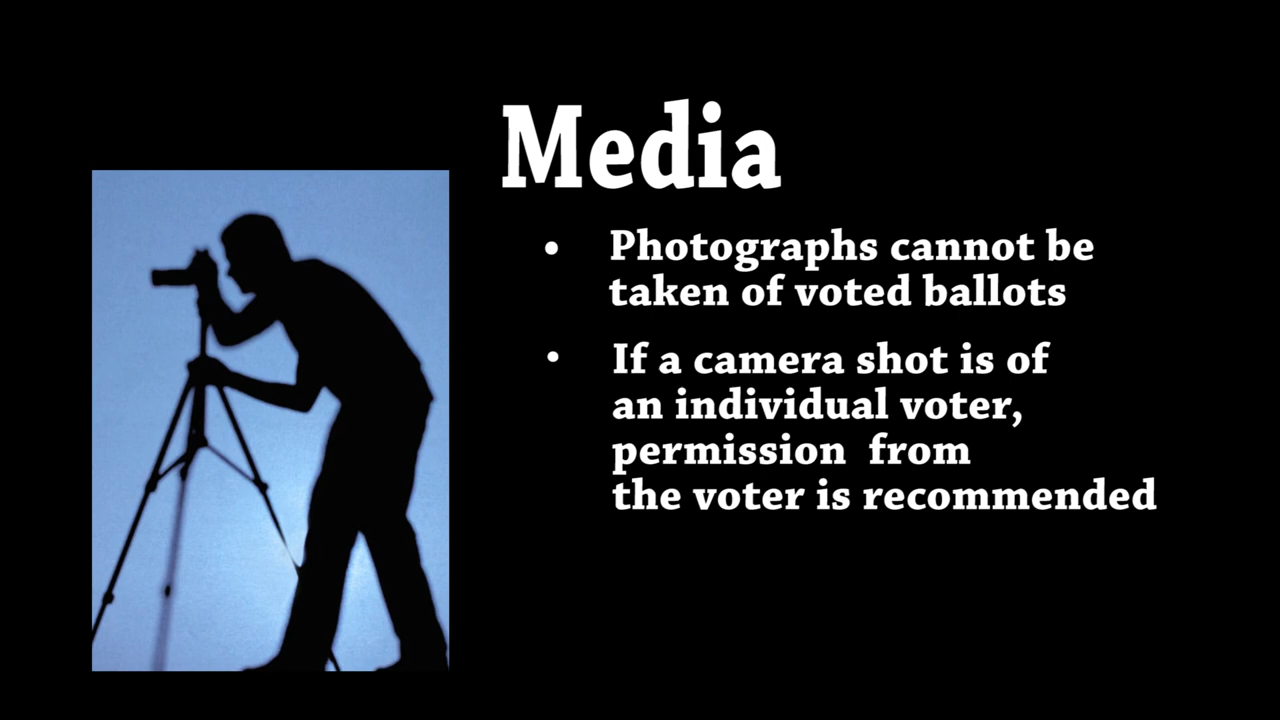 Media
• Photographs cannot be
taken of voted ballots
• If a camera shot is of
an individual voter,
permission  from
the voter is recommended